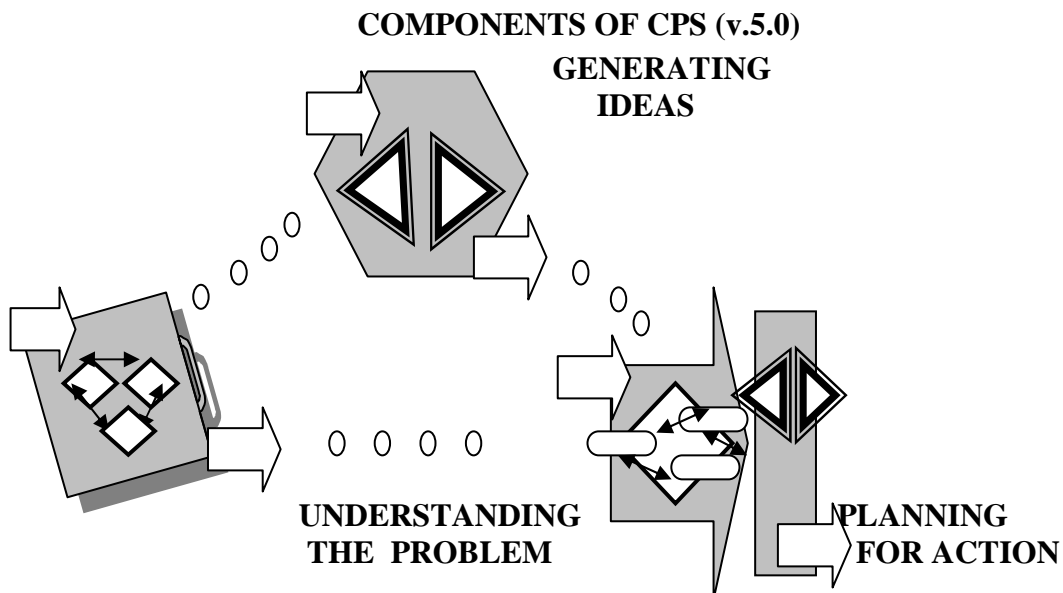 COMPONENTS OF CPS (v.5.0)
GENERATING
IDEAS
UNDERSTANDING
THE PROBLEM
PLANNING
FOR ACTION